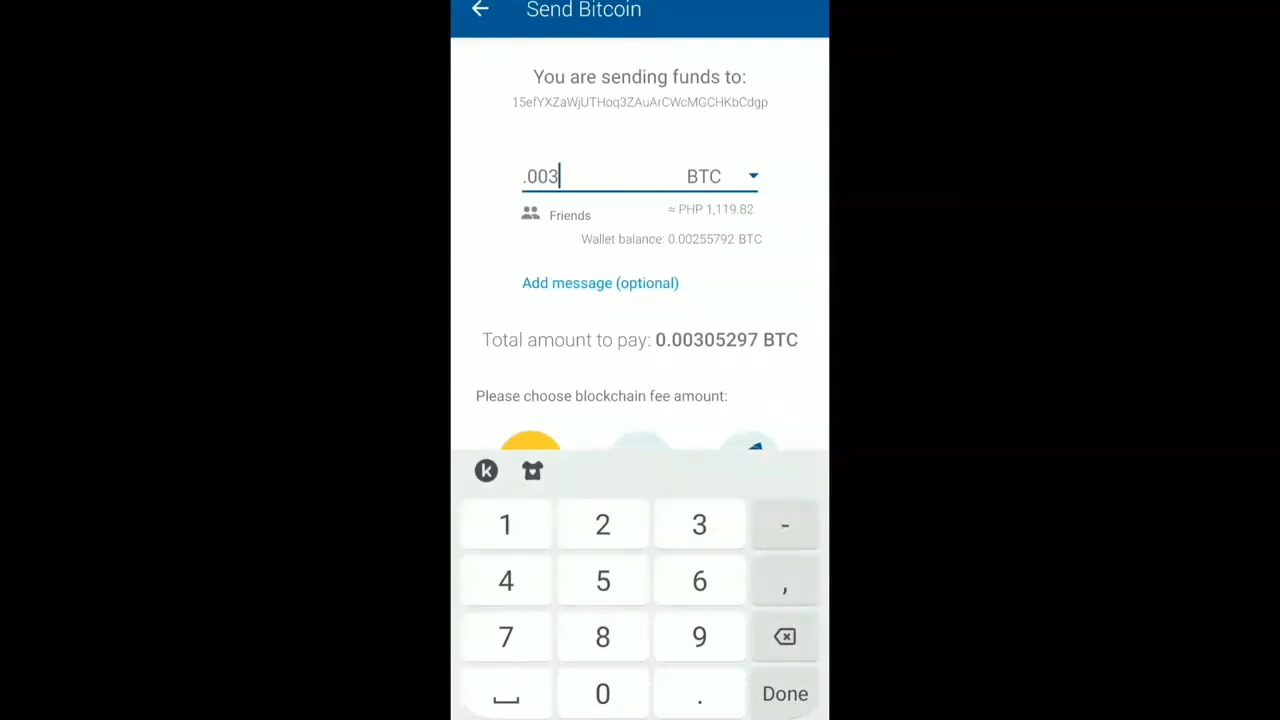 Send Bitcoin
You are sending funds to:
15efYXZaWjUTHoq3ZAuArCWcMGCHKbCdgp
.003 BTC
Friends ≈ PHP 1,119.82
Wallet balance: 0.00255792 BTC
Add message (optional)
Total amount to pay: 0.00305297 BTC
Please choose blockchain fee amount:
1 2 3 -
4 5 6 ,
7 8 9
0 . Done